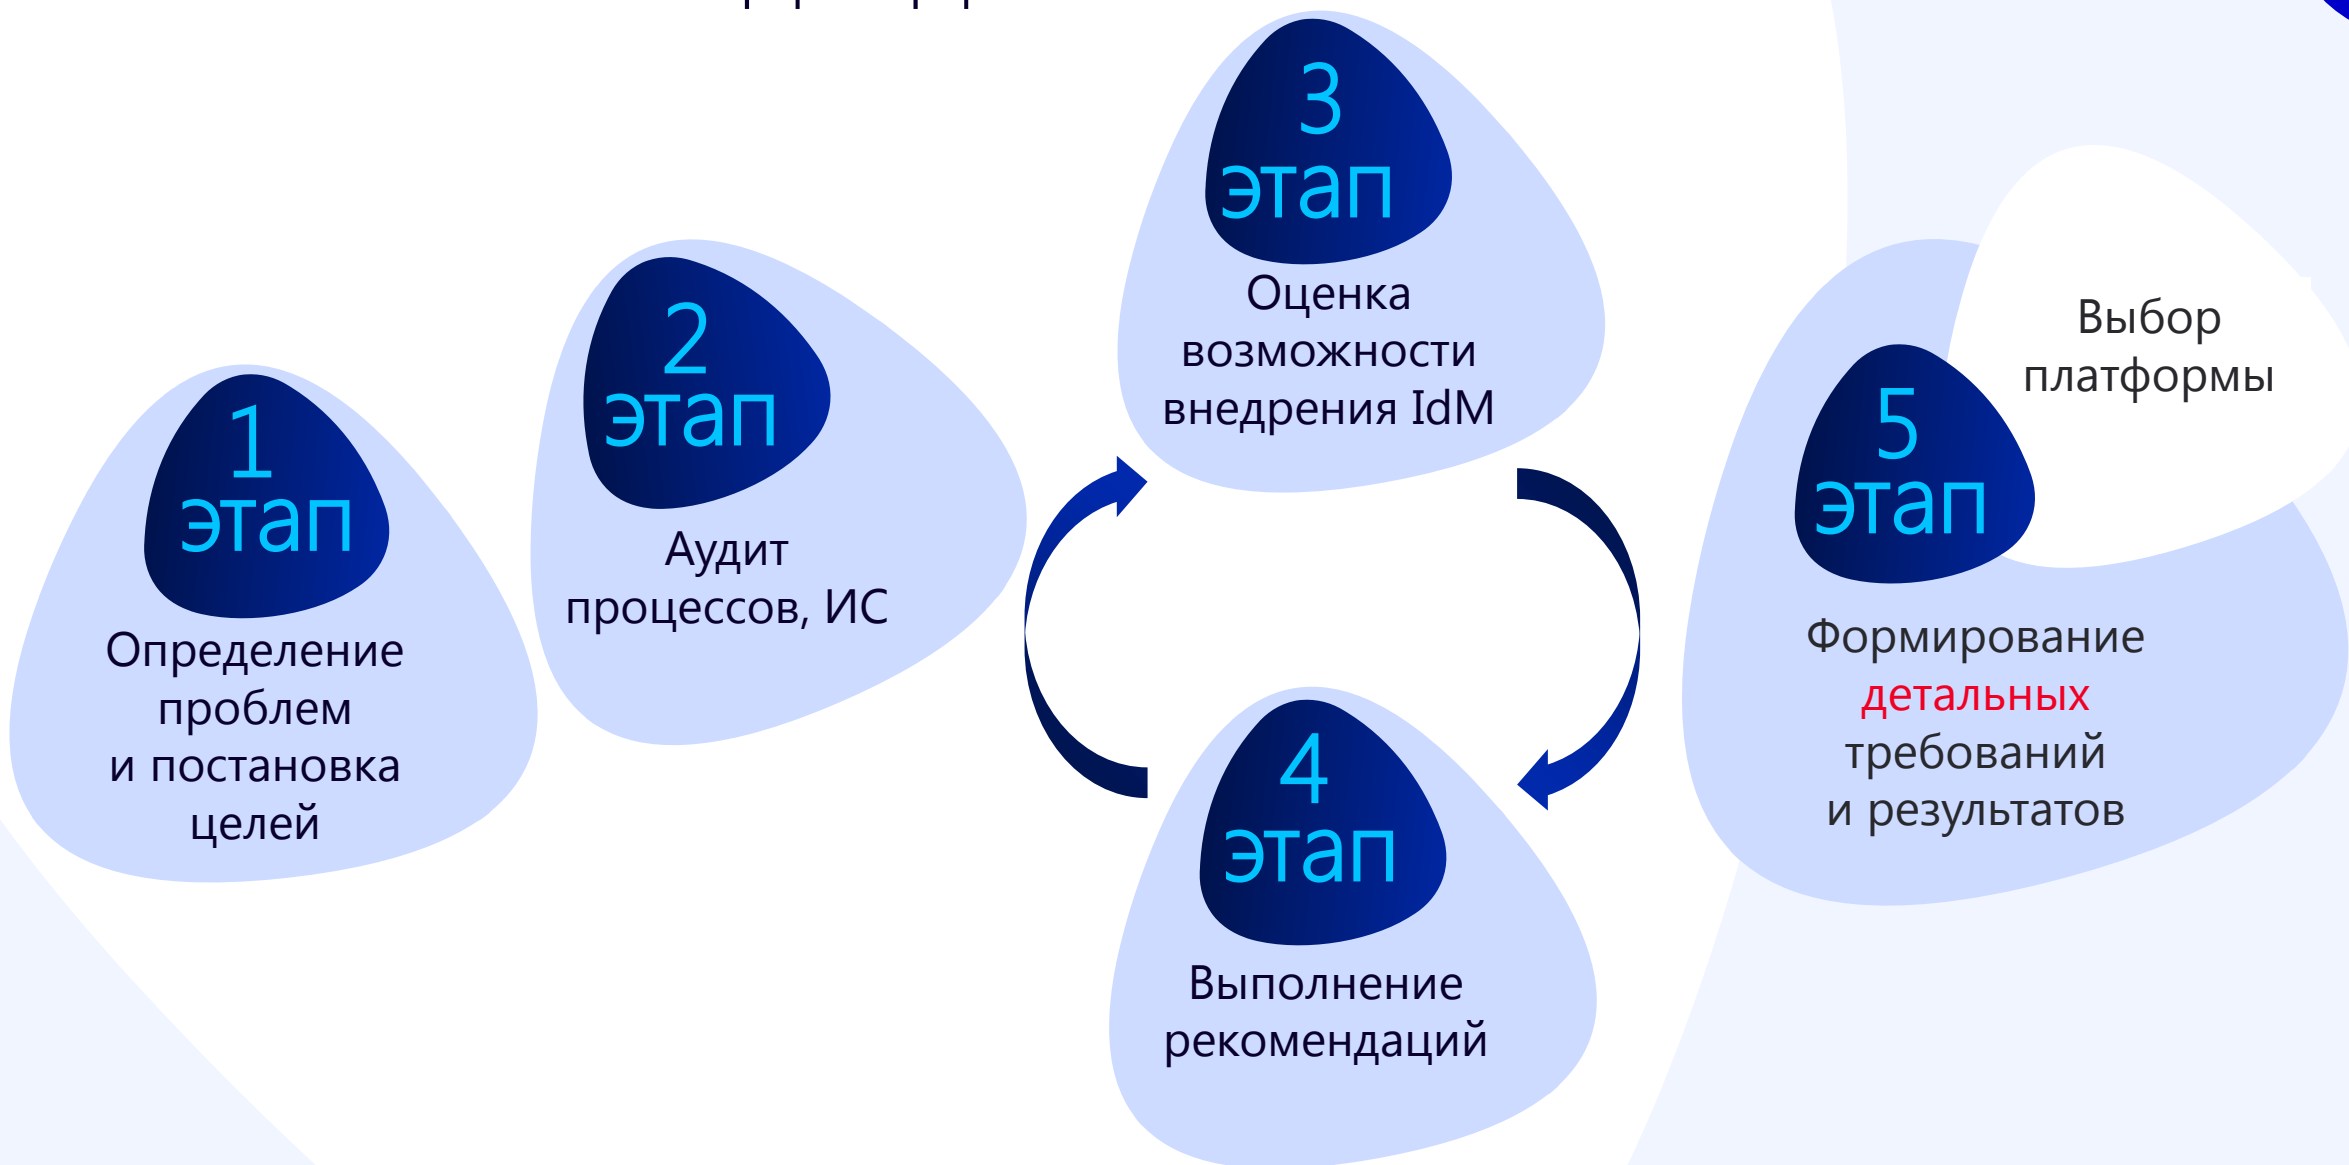 1
этап
Определение
проблем
и постановка
целей
2
этап
Аудит
процессов, ИС
3
этап
Оценка
возможности
внедрения IdM
4
этап
Выполнение
рекомендаций
5
этап
Формирование
детальных
требований
и результатов
Выбор
платформы